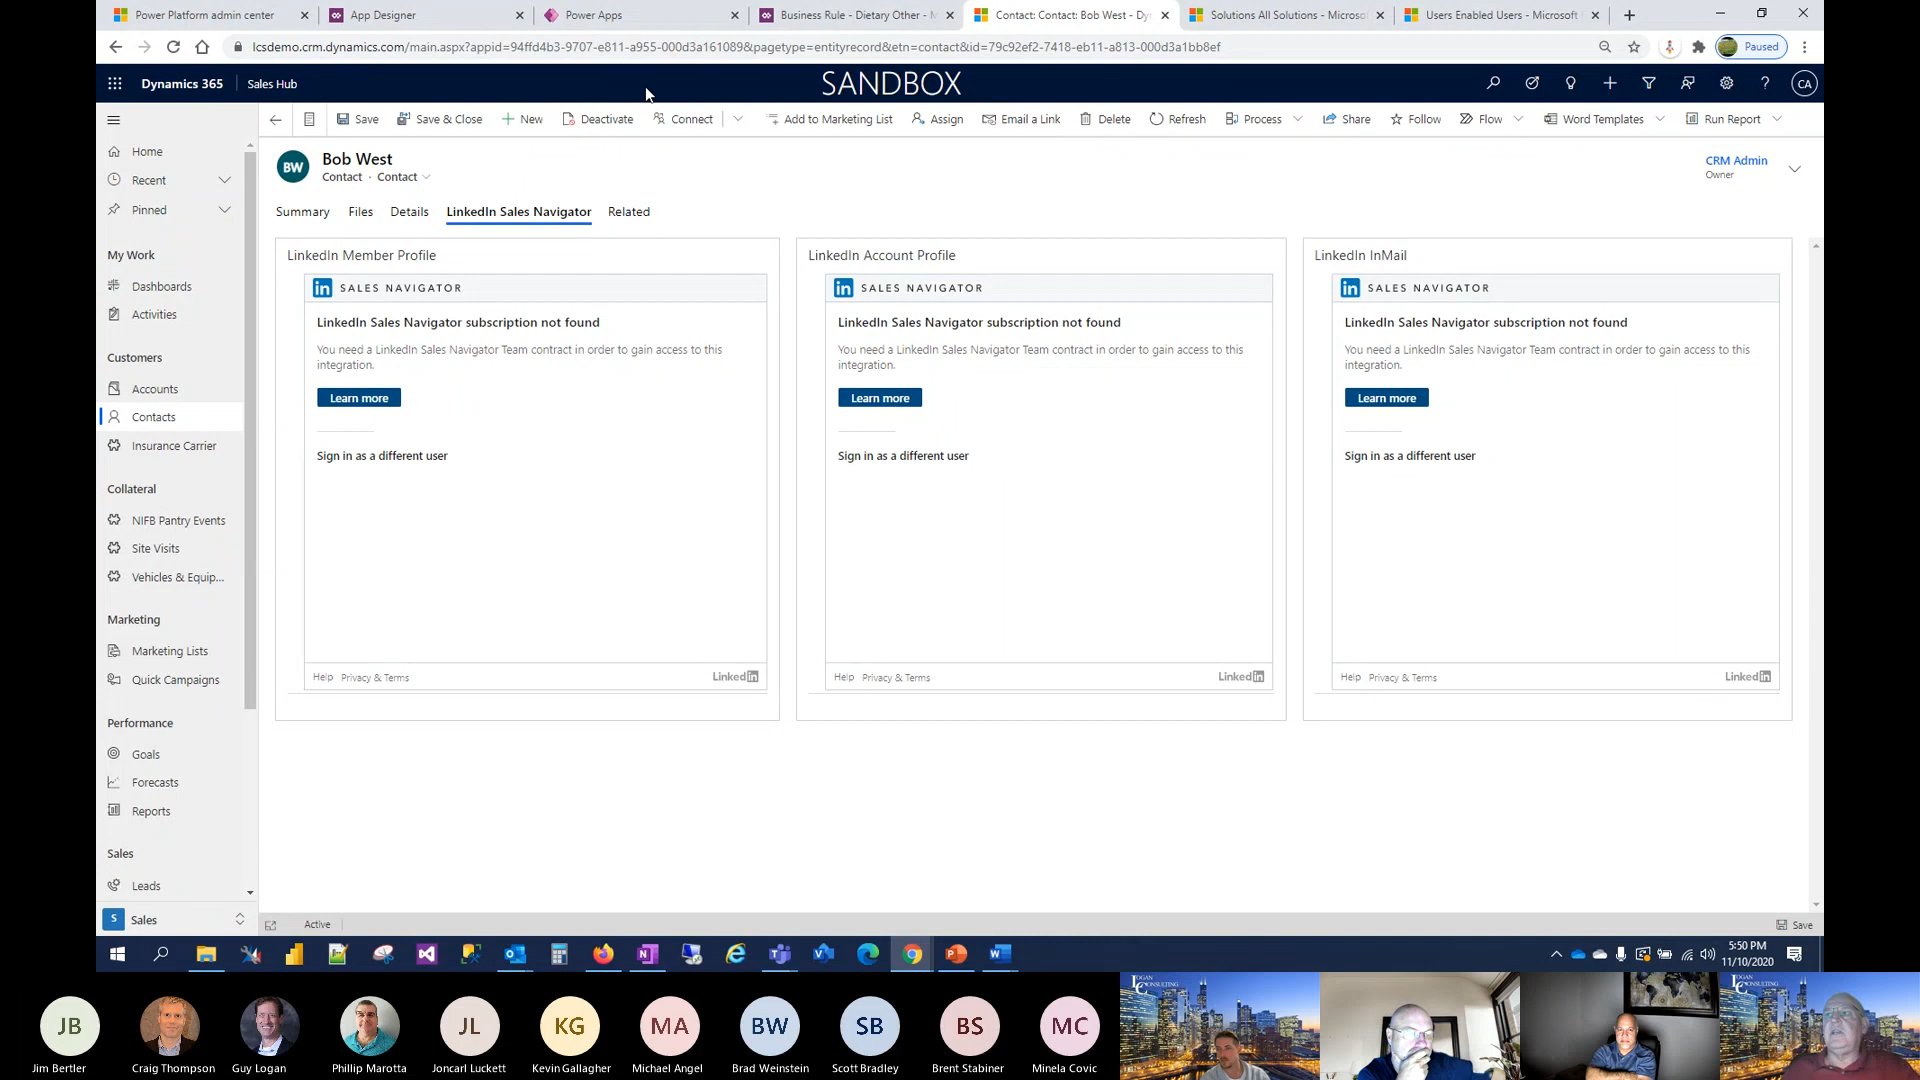 Power Platform admin center
App Designer
Power Apps
Business Rule - Dietary Other - M
Contact: Contact: Bob West - Dy
Solutions All Solutions - Microsof
Users Enabled Users - Microsoft
lcsdemo.crm.dynamics.com/main.aspx?appid=94ffd4b3-9707-e811-a955-000d3a161089&pagetype=entityrecord&etn=contact&id=79c92ef2-7418-eb11-a813-000d3a1bb8ef
Paused
Dynamics 365
Sales Hub
SANDBOX
CA
Save
Save & Close
New
Deactivate
Connect
Add to Marketing List
Assign
Email a Link
Delete
Refresh
Process
Share
Follow
Flow
Word Templates
Run Report
Home
Recent
Pinned
My Work
Dashboards
Activities
Customers
Accounts
Contacts
Insurance Carrier
Collateral
NIFB Pantry Events
Site Visits
Vehicles & Equip...
Marketing
Marketing Lists
Quick Campaigns
Performance
Goals
Forecasts
Reports
Sales
Leads
S
Sales
BW
Bob West
Contact · Contact
CRM Admin
Owner
Summary
Files
Details
LinkedIn Sales Navigator
Related
LinkedIn Member Profile
in SALES NAVIGATOR
LinkedIn Sales Navigator subscription not found
You need a LinkedIn Sales Navigator Team contract in order to gain access to this
integration.
Learn more
Sign in as a different user
Help Privacy & Terms
LinkedIn
LinkedIn Account Profile
in SALES NAVIGATOR
LinkedIn Sales Navigator subscription not found
You need a LinkedIn Sales Navigator Team contract in order to gain access to this
integration.
Learn more
Sign in as a different user
Help Privacy & Terms
LinkedIn
LinkedIn InMail
in SALES NAVIGATOR
LinkedIn Sales Navigator subscription not found
You need a LinkedIn Sales Navigator Team contract in order to gain access to this
integration.
Learn more
Sign in as a different user
Help Privacy & Terms
LinkedIn
Active
Save
5:50 PM
11/10/2020
JB
Jim Bertler
Craig Thompson
Guy Logan
Phillip Marotta
JL
Joncarl Luckett
KG
Kevin Gallagher
MA
Michael Angel
BW
Brad Weinstein
SB
Scott Bradley
BS
Brent Stabiner
MC
Minela Covic
LOGAN
CONSULTING
LOGAN
CONSULTING